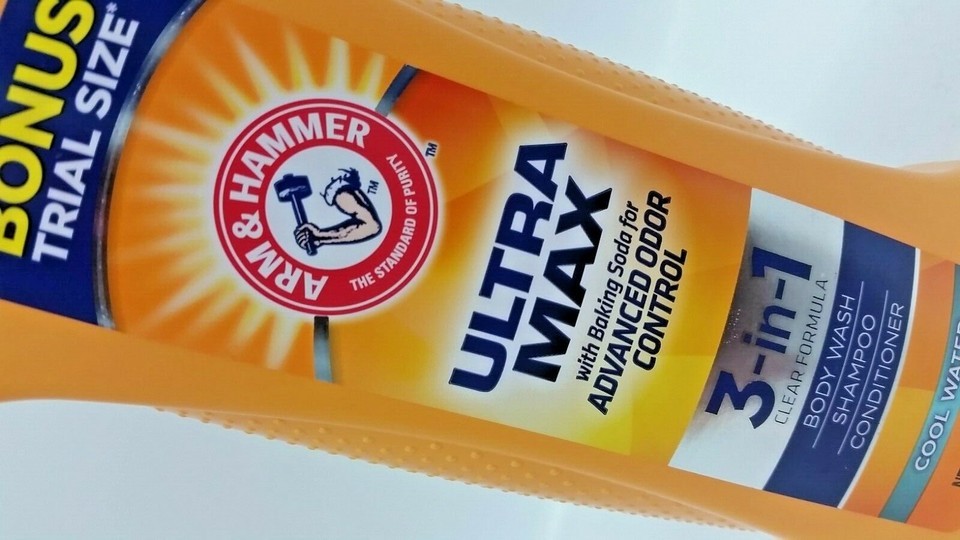 BONUS
TRIAL SIZE*
ARM & HAMMER
TM
TM
THE STANDARD OF PURITY
ULTRA
MAX
with Baking Soda for
ADVANCED ODOR
CONTROL
3-in-1
CLEAR FORMULA
BODY WASH
SHAMPOO
CONDITIONER
COOL WATER